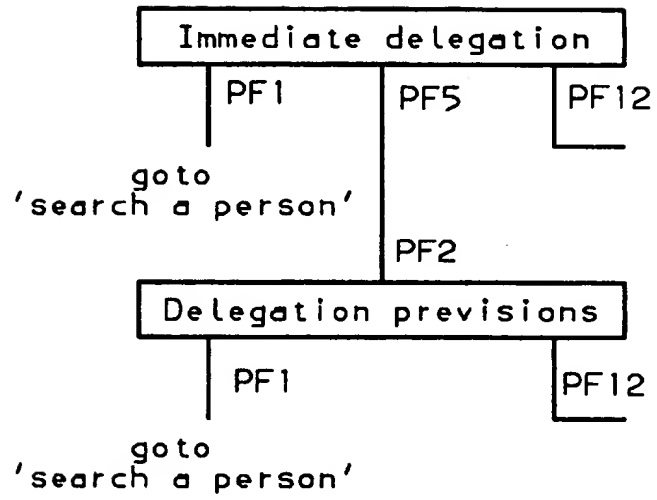 Immediate delegation
PF1 PF5 PF12
goto
'search a person'
PF2
Delegation previsions
PF1 PF12
goto
'search a person'